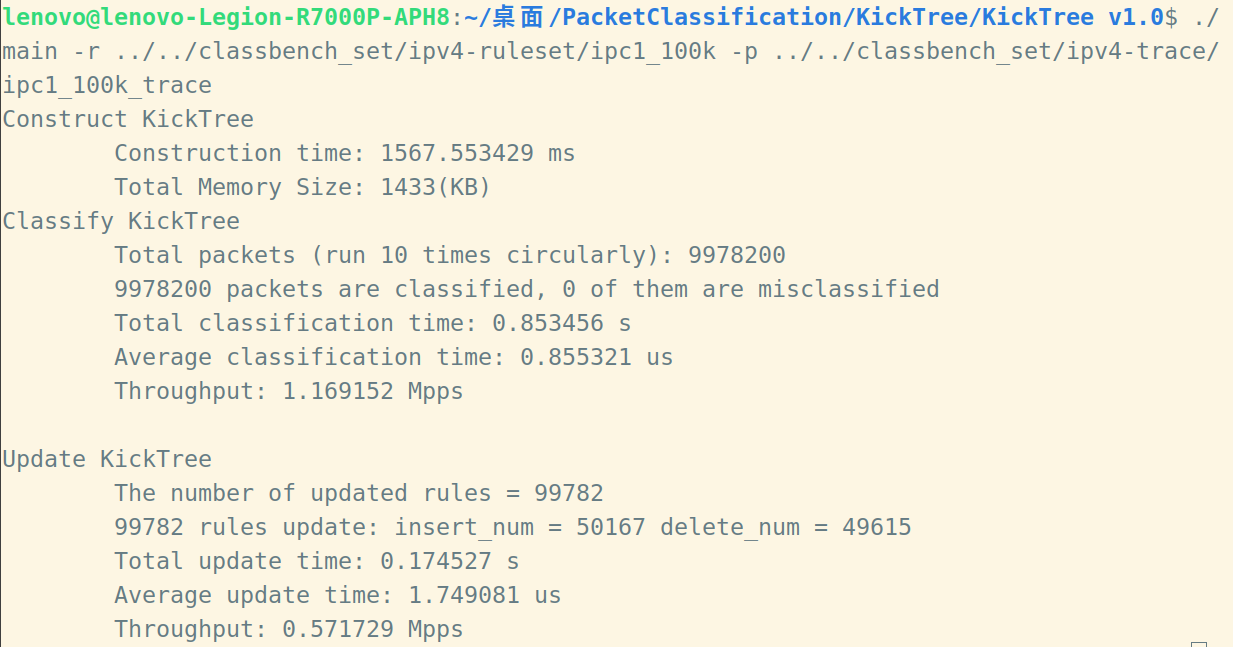 lenovo@lenovo-Legion-R7000P-APH8:~/桌面/PacketClassification/KickTree/KickTree v1.0$ ./
main -r ../../classbench_set/ipv4-ruleset/ipc1_100k -p ../../classbench_set/ipv4-trace/
ipc1_100k_trace
Construct KickTree
Construction time: 1567.553429 ms
Total Memory Size: 1433(KB)
Classify KickTree
Total packets (run 10 times circularly): 9978200
9978200 packets are classified, 0 of them are misclassified
Total classification time: 0.853456 s
Average classification time: 0.855321 us
Throughput: 1.169152 Mpps
Update KickTree
The number of updated rules = 99782
99782 rules update: insert_num = 50167 delete_num = 49615
Total update time: 0.174527 s
Average update time: 1.749081 us
Throughput: 0.571729 Mpps